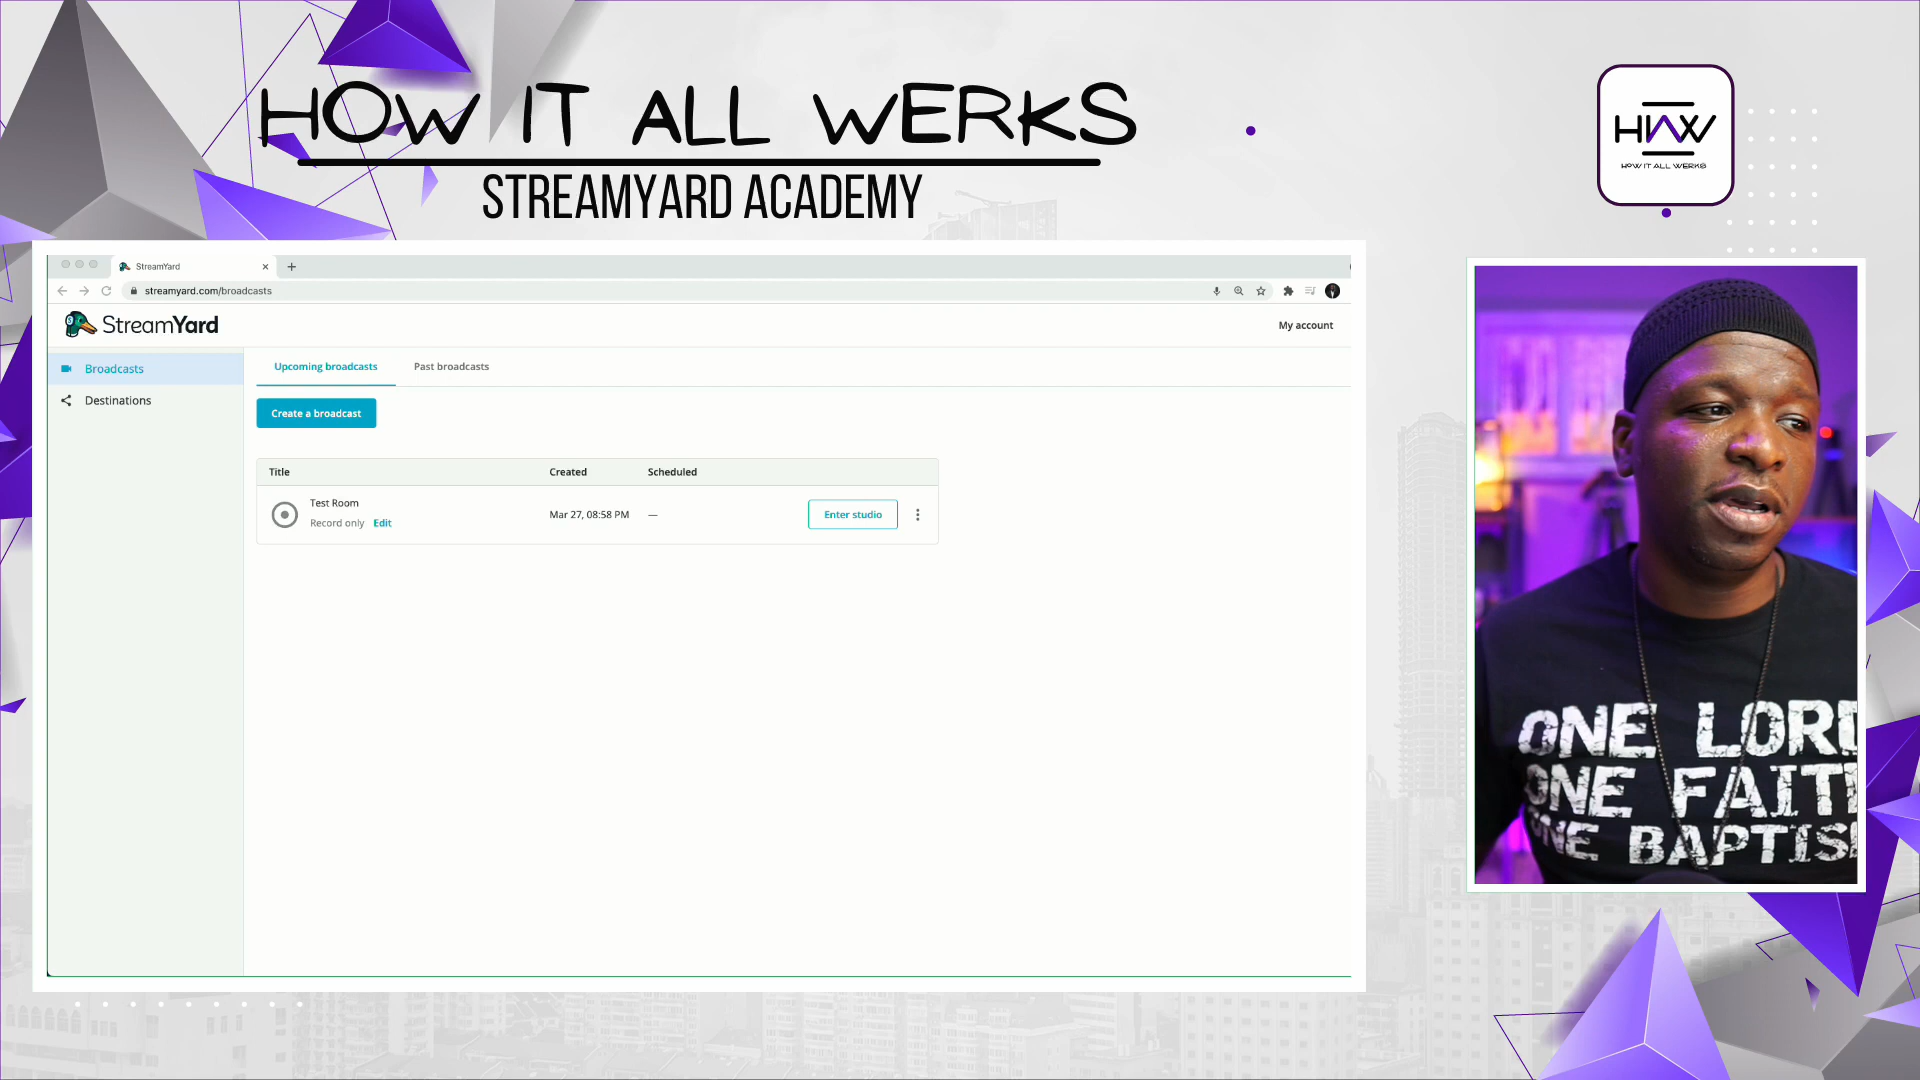 HOW IT ALL WERKS
STREAMYARD ACADEMY
HIAW
HOW IT ALL WERKS
StreamYard
streamyard.com/broadcasts
StreamYard
My account
Broadcasts
Destinations
Upcoming broadcasts
Past broadcasts
Create a broadcast
Title
Created
Scheduled
Test Room
Record only
Edit
Mar 27, 08:58 PM
—
Enter studio
ONE LORD
ONE FAITH
ONE BAPTIS